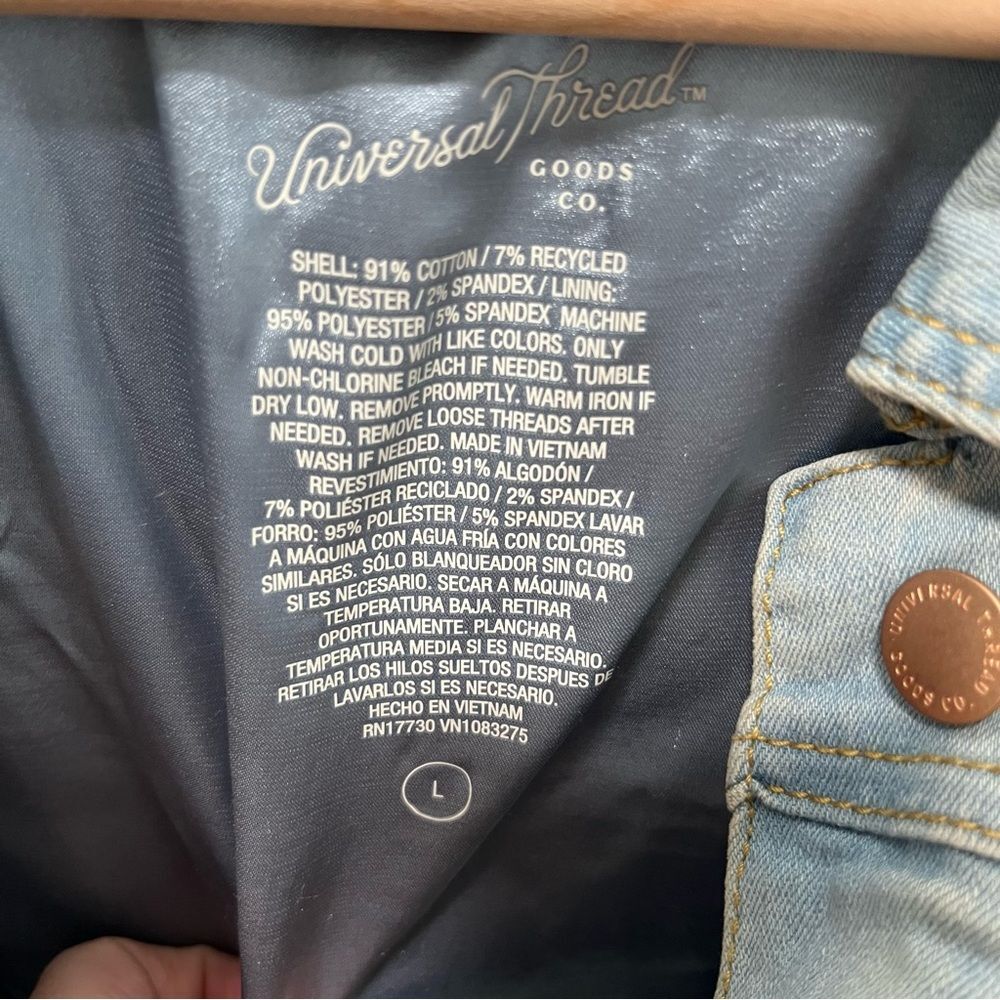 Universal Thread™
GOODS
CO.
SHELL: 91% COTTON / 7% RECYCLED
POLYESTER / 2% SPANDEX / LINING:
95% POLYESTER / 5% SPANDEX MACHINE
WASH COLD WITH LIKE COLORS. ONLY
NON-CHLORINE BLEACH IF NEEDED. TUMBLE
DRY LOW. REMOVE PROMPTLY. WARM IRON IF
NEEDED. REMOVE LOOSE THREADS AFTER
WASH IF NEEDED. MADE IN VIETNAM
REVESTIMIENTO: 91% ALGODÓN /
7% POLIÉSTER RECICLADO / 2% SPANDEX /
FORRO: 95% POLIÉSTER / 5% SPANDEX LAVAR
A MÁQUINA CON AGUA FRÍA CON COLORES
SIMILARES. SÓLO BLANQUEADOR SIN CLORO
SI ES NECESARIO. SECAR A MÁQUINA A
TEMPERATURA BAJA. RETIRAR
OPORTUNAMENTE. PLANCHAR A
TEMPERATURA MEDIA SI ES NECESARIO.
RETIRAR LOS HILOS SUELTOS DESPUES DE
LAVARLOS SI ES NECESARIO.
HECHO EN VIETNAM
RN17730 VN1083275
L
UNIVERSAL THREAD
GOODS CO.